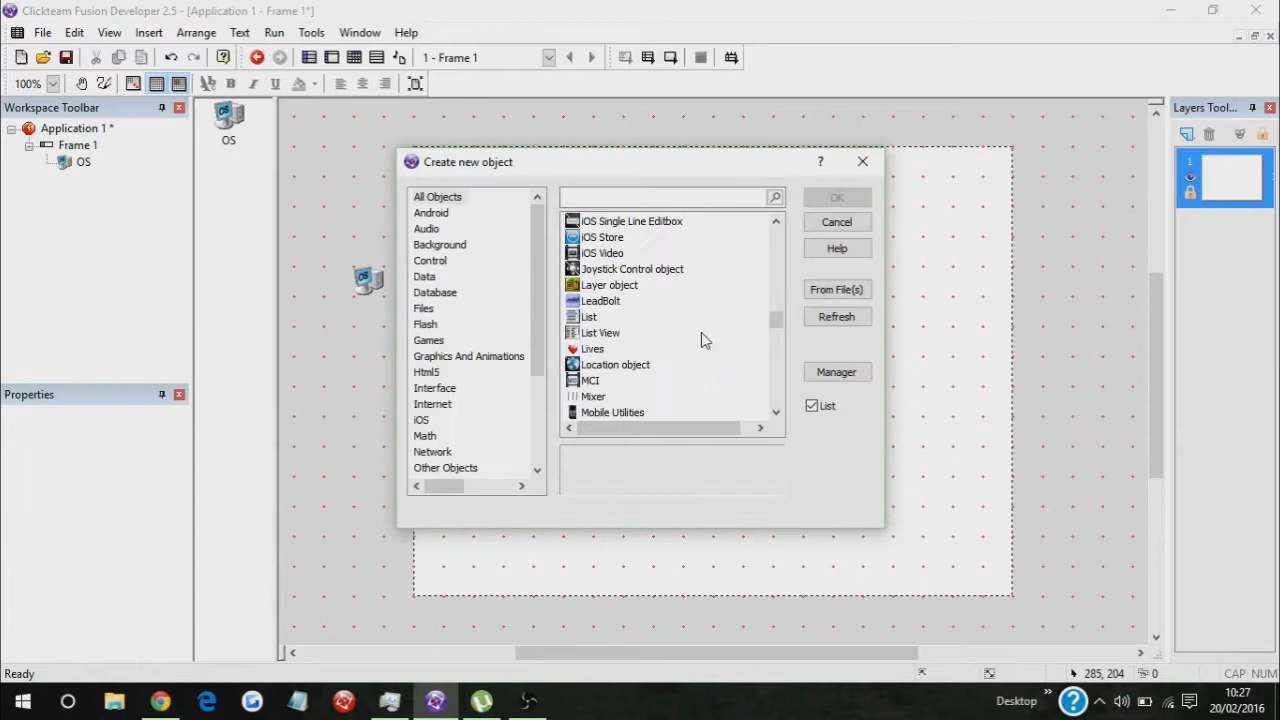 Clickteam Fusion Developer 2.5 - [Application 1 - Frame 1*]
File Edit View Insert Arrange Text Run Tools Window Help
1 - Frame 1
100%
B I U
Workspace Toolbar
Application 1 *
Frame 1
OS
Properties
OS
OS
OS
Create new object
?
All Objects
Android
Audio
Background
Control
Data
Database
Files
Flash
Games
Graphics And Animations
Html5
Interface
Internet
iOS
Math
Network
Other Objects
iOS Single Line Editbox
iOS Store
iOS Video
Joystick Control object
Layer object
LeadBolt
List
List View
Lives
Location object
MCI
Mixer
Mobile Utilities
OK
Cancel
Help
From File(s)
Refresh
Manager
List
Layers Tool...
1
Ready
285, 204
0
CAP NUM
Desktop
10:27
20/02/2016